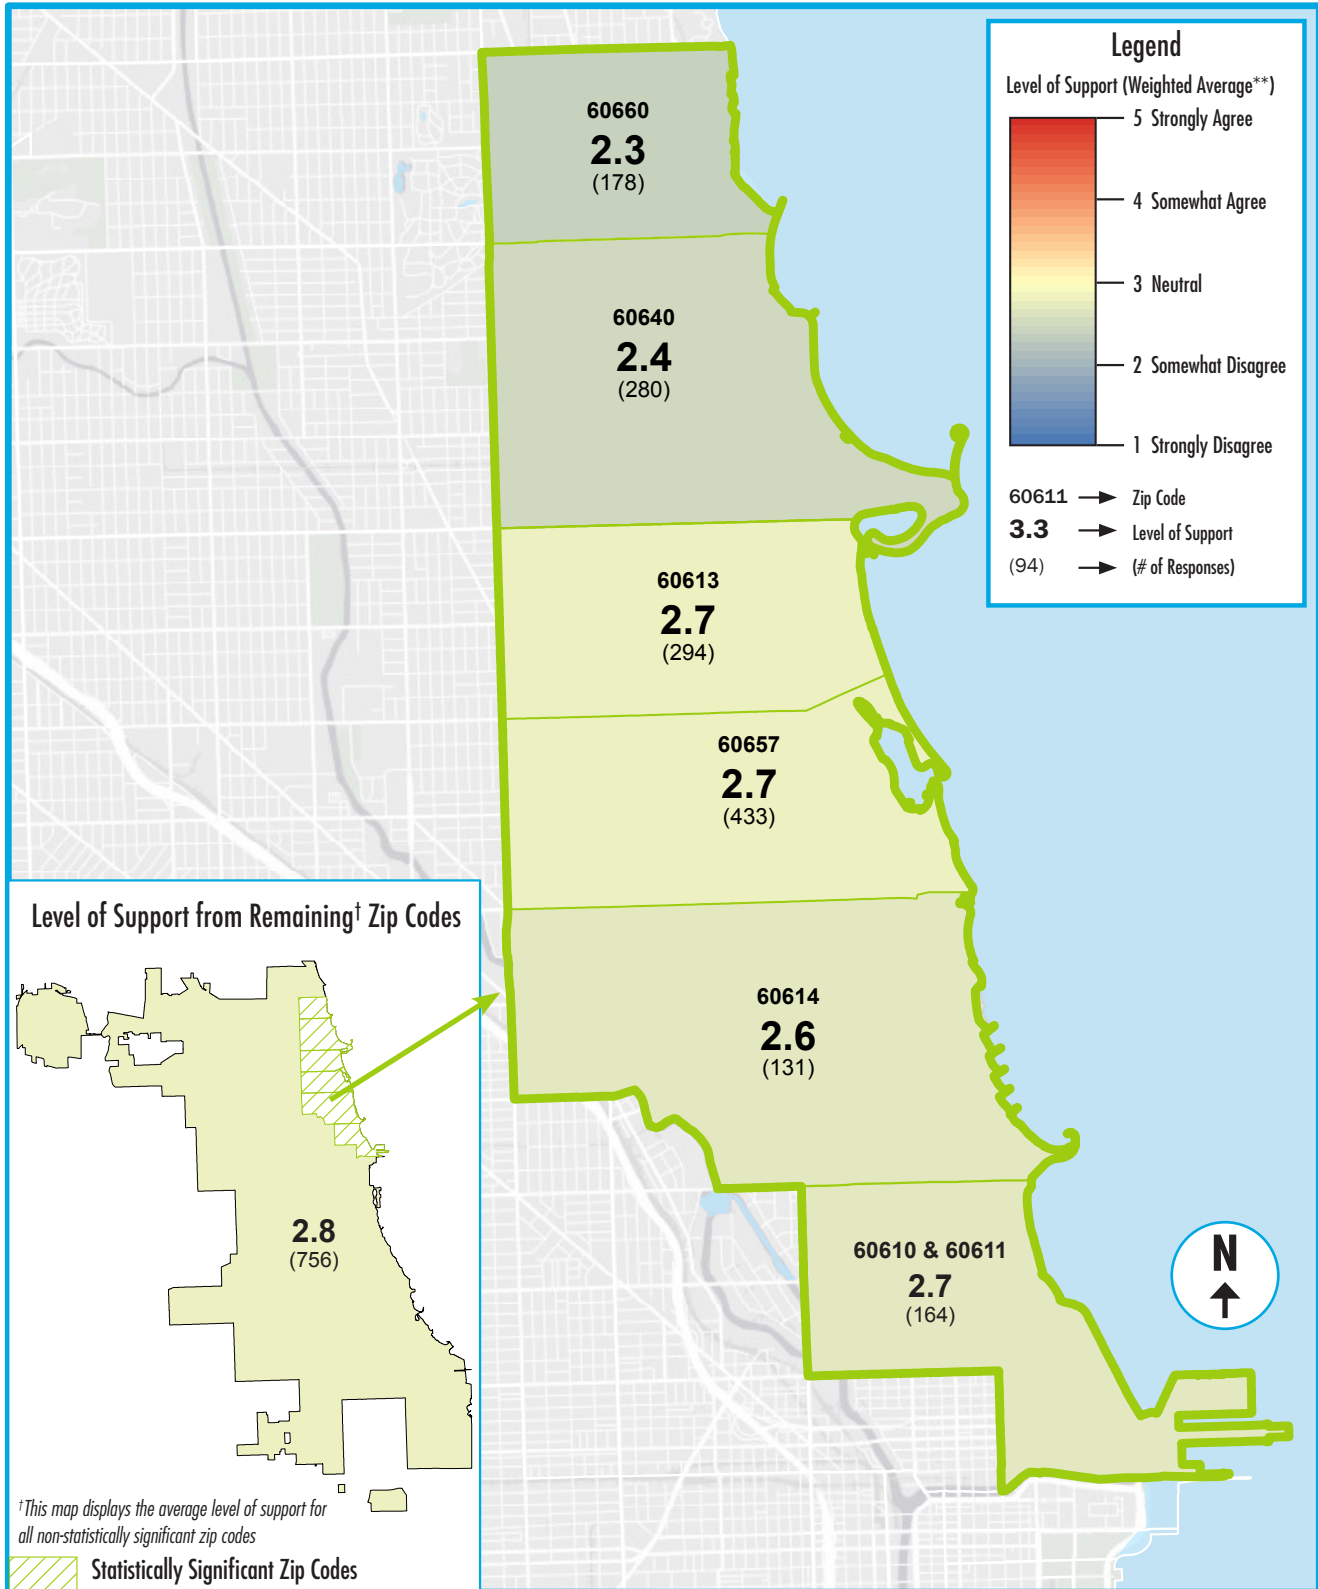 Legend
Level of Support (Weighted Average**)
5 Strongly Agree
4 Somewhat Agree
3 Neutral
2 Somewhat Disagree
1 Strongly Disagree
60611 Zip Code
3.3 Level of Support
(94) (# of Responses)
60660
2.3
(178)
60640
2.4
(280)
60613
2.7
(294)
60657
2.7
(433)
60614
2.6
(131)
60610 & 60611
2.7
(164)
N
Level of Support from Remaining† Zip Codes
2.8
(756)
†This map displays the average level of support for
all non-statistically significant zip codes
Statistically Significant Zip Codes